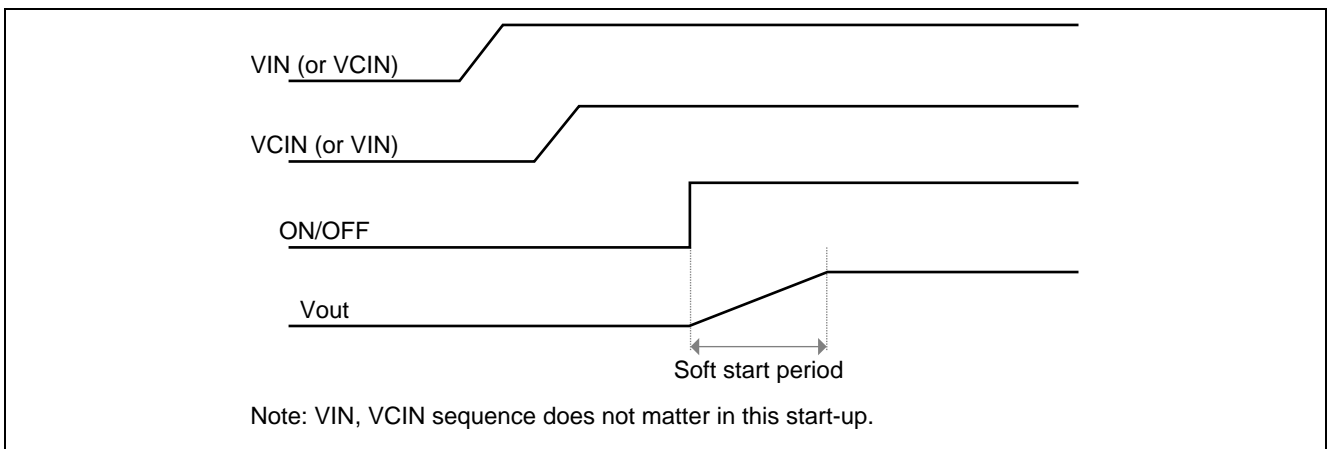 VIN (or VCIN)
VCIN (or VIN)
ON/OFF
Vout
Soft start period
Note: VIN, VCIN sequence does not matter in this start-up.